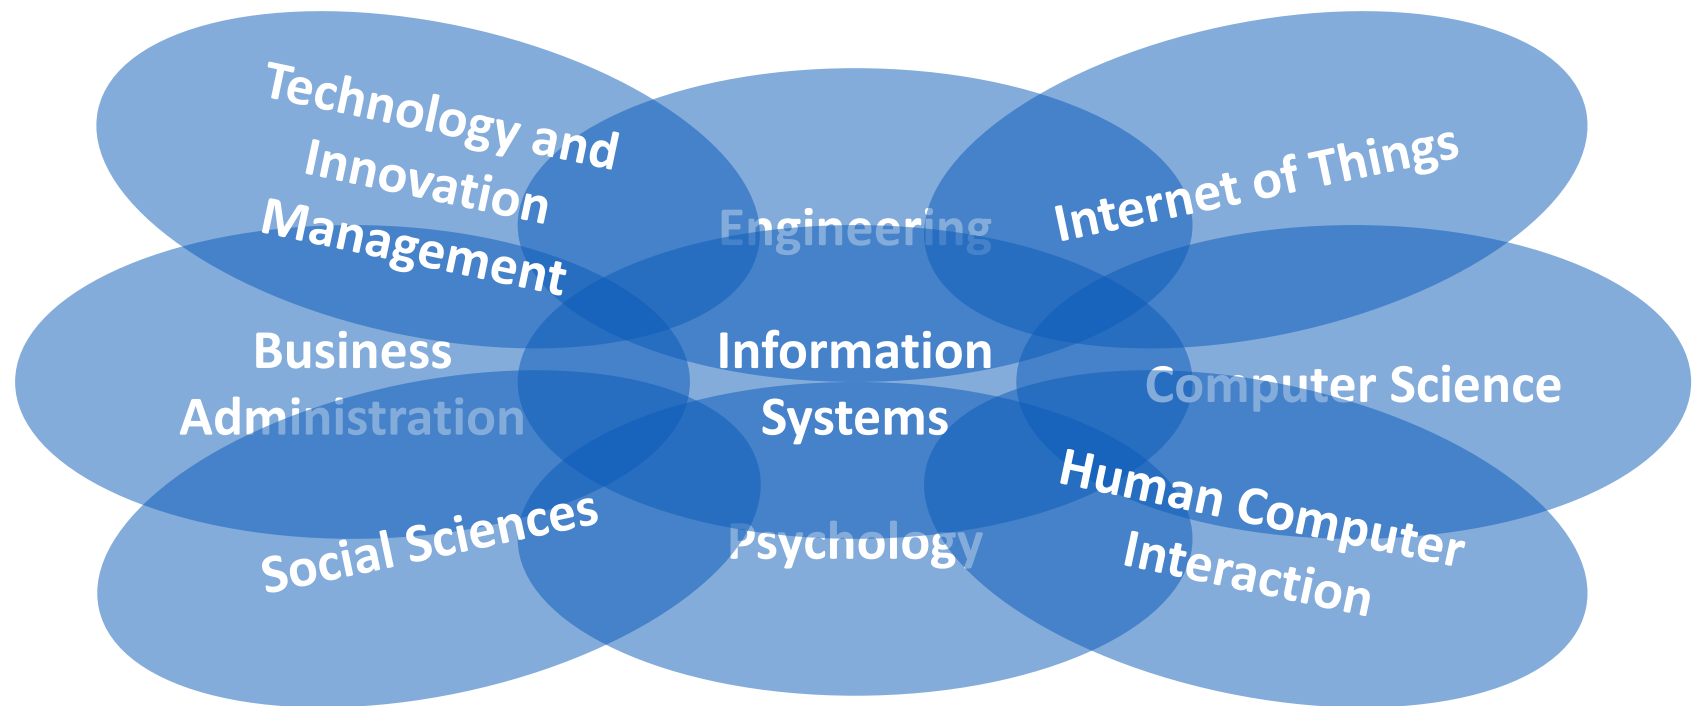 Technology and
Innovation
Management
Engineering
Internet of Things
Business
Administration
Information
Systems
Computer Science
Social Sciences
Psychology
Human Computer
Interaction